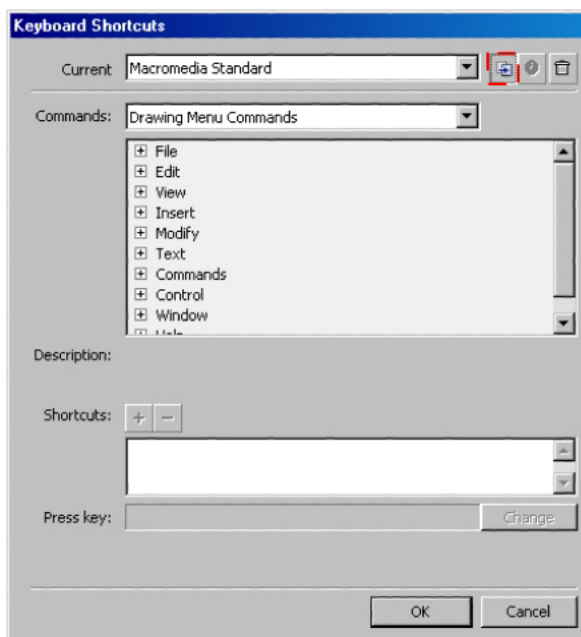 Keyboard Shortcuts
Current Macromedia Standard
Commands: Drawing Menu Commands
File
Edit
View
Insert
Modify
Text
Commands
Control
Window
Description:
Shortcuts: + −
Press key: Change
OK Cancel